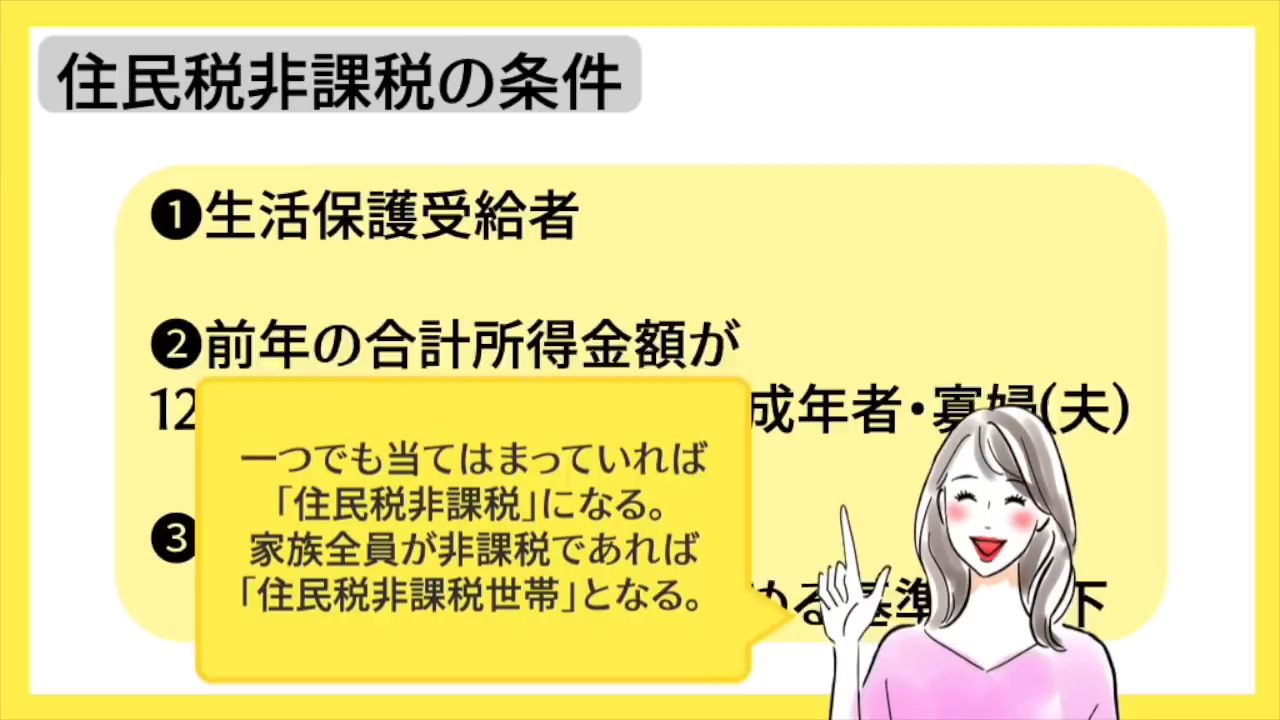 住民税非課税の条件
❶生活保護受給者
❷前年の合計所得金額が
12
成年者・寡婦(夫)
一つでも当てはまっていれば
「住民税非課税」になる。
❸
家族全員が非課税であれば
「住民税非課税世帯」となる。
める基準
下